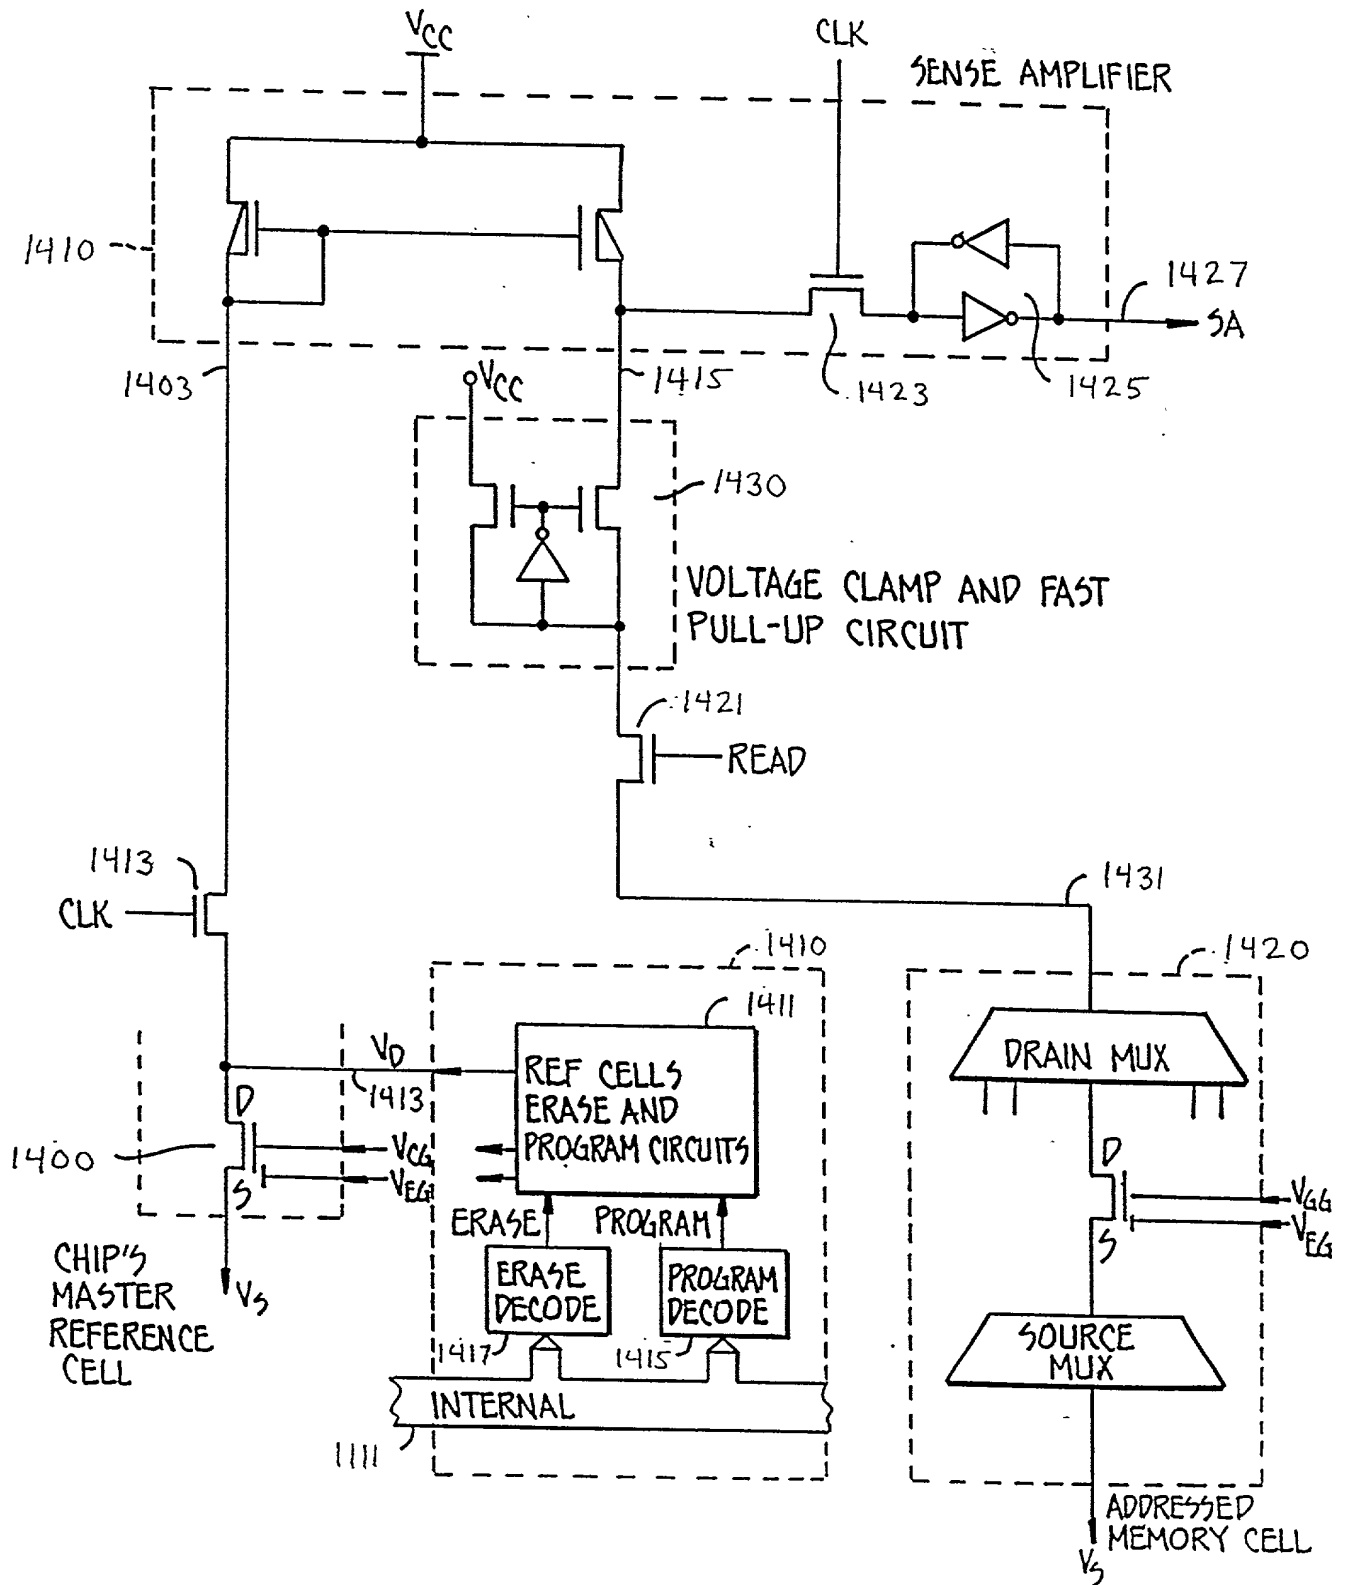 VCC
CLK
SENSE AMPLIFIER
1410
1427
SA
1403
VCC
1415
1423
1425
1430
VOLTAGE CLAMP AND FAST
PULL-UP CIRCUIT
1421
READ
1413
CLK
1431
1410
1420
1411
VD
1413
REF CELLS
ERASE AND
PROGRAM CIRCUITS
DRAIN MUX
D
1400
S
VCG
VEG
D
S
VGG
VEG
ERASE
PROGRAM
CHIP'S
MASTER
REFERENCE
CELL
VS
ERASE
DECODE
PROGRAM
DECODE
1417
1415
SOURCE
MUX
INTERNAL
1111
ADDRESSED
MEMORY CELL
VS